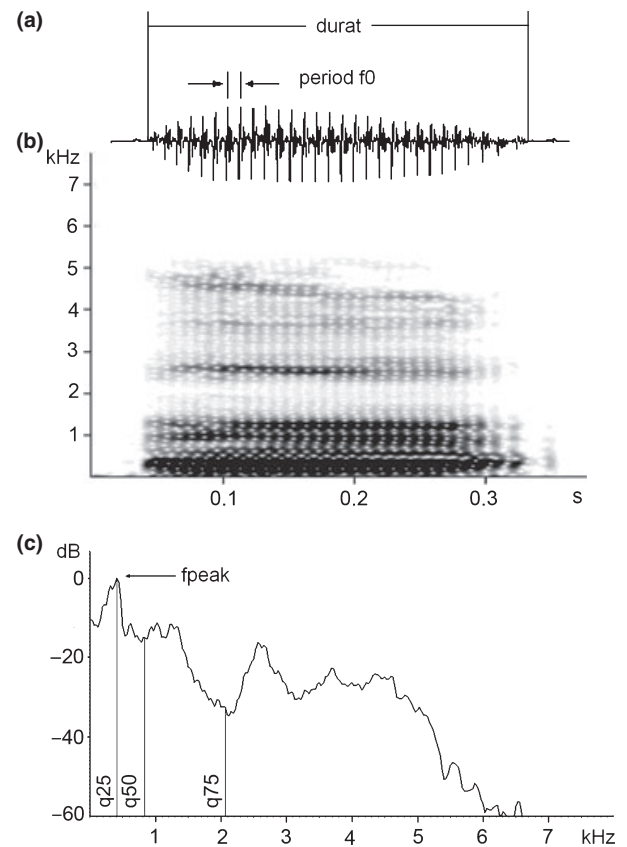 (a)
durat
period f0
(b)
kHz
7
6
5
4
3
2
1
0.1 0.2 0.3 s
(c)
dB
fpeak
0
–20
–40
–60
q25 q50 q75
1 2 3 4 5 6 7 kHz